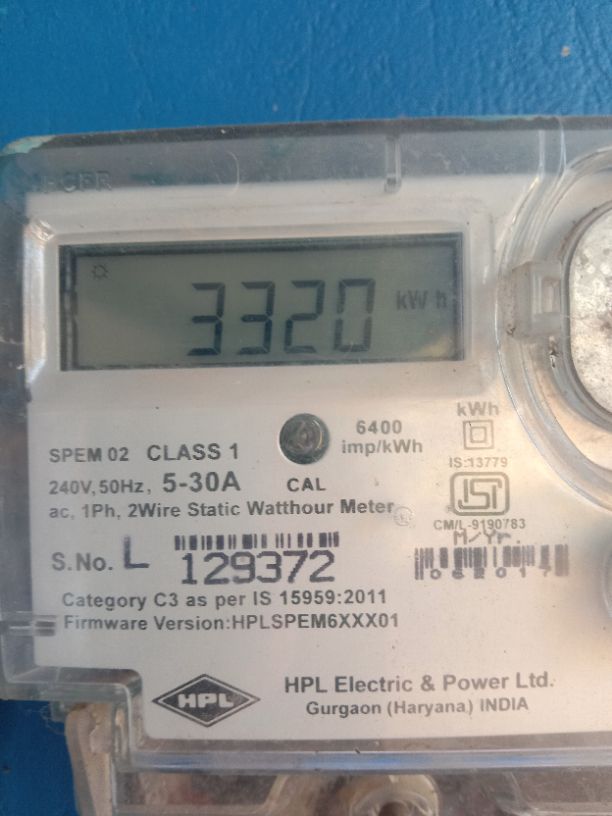 3320 kWh
6400
imp/kWh
kWh
SPEM 02 CLASS 1
240V, 50Hz, 5-30A
CAL
ac, 1Ph, 2Wire Static Watthour Meter
IS:13779
CM/L-9190783
S.No. L 129372
M/Yr.
062017
Category C3 as per IS 15959:2011
Firmware Version:HPLSPEM6XXX01
HPL
HPL Electric & Power Ltd.
Gurgaon (Haryana) INDIA